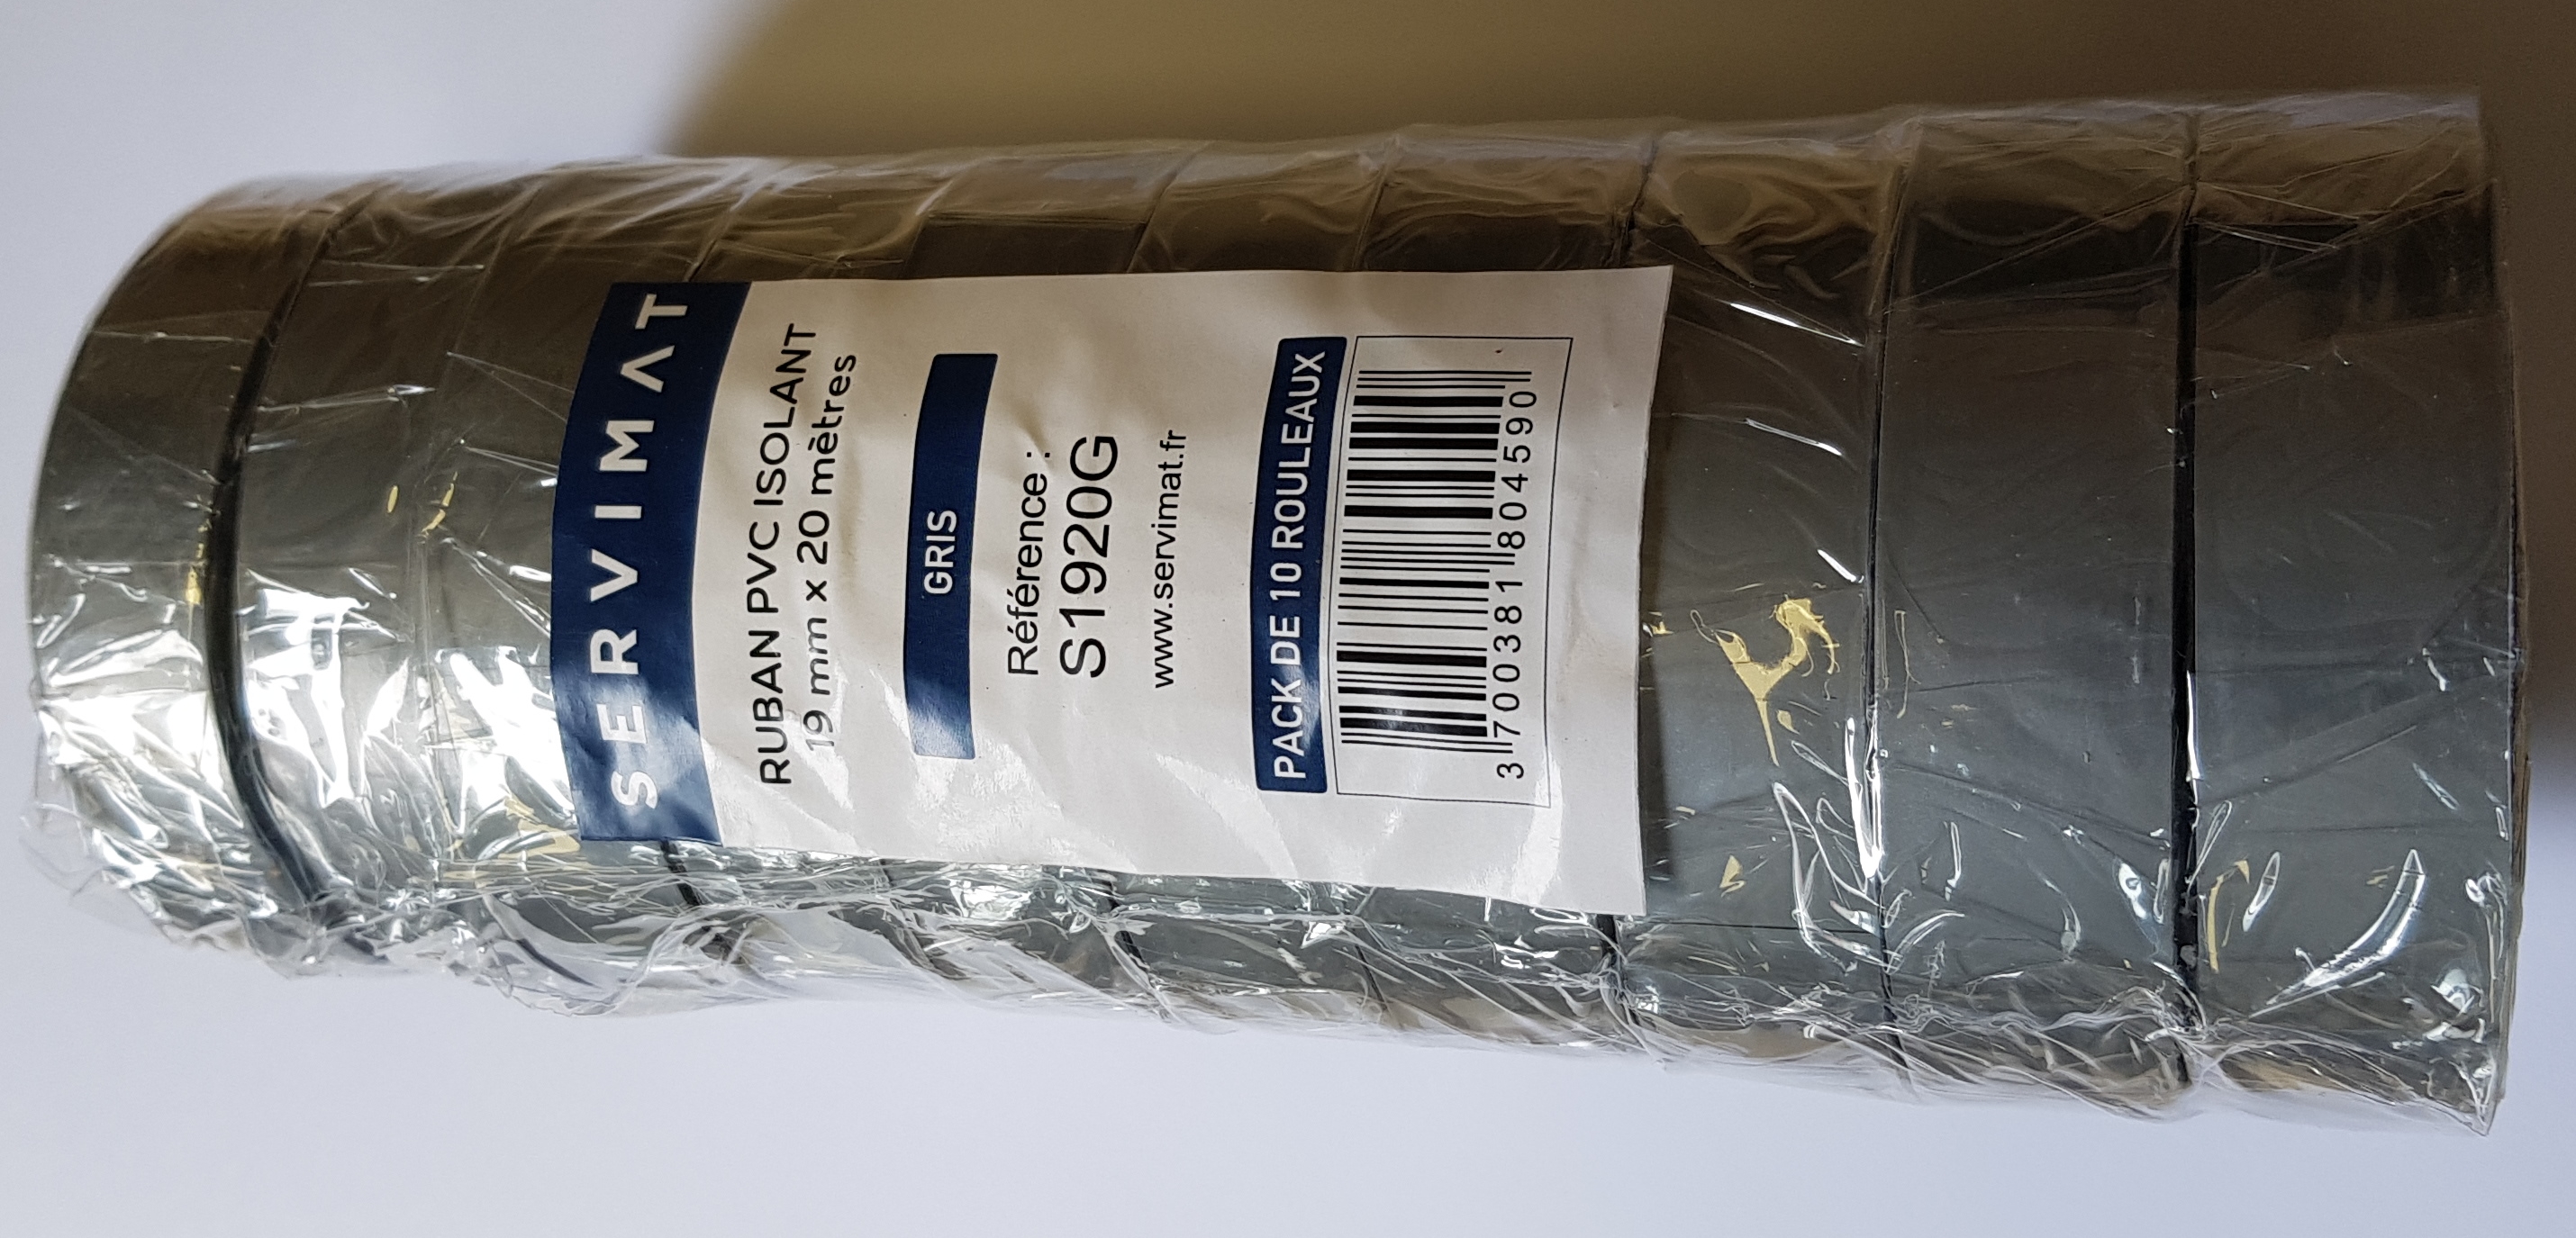 SERVIMAT
RUBAN PVC ISOLANT
19 mm x 20 mètres
GRIS
Référence :
S1920G
www.servimat.fr
PACK DE 10 ROULEAUX
3 700381 804590